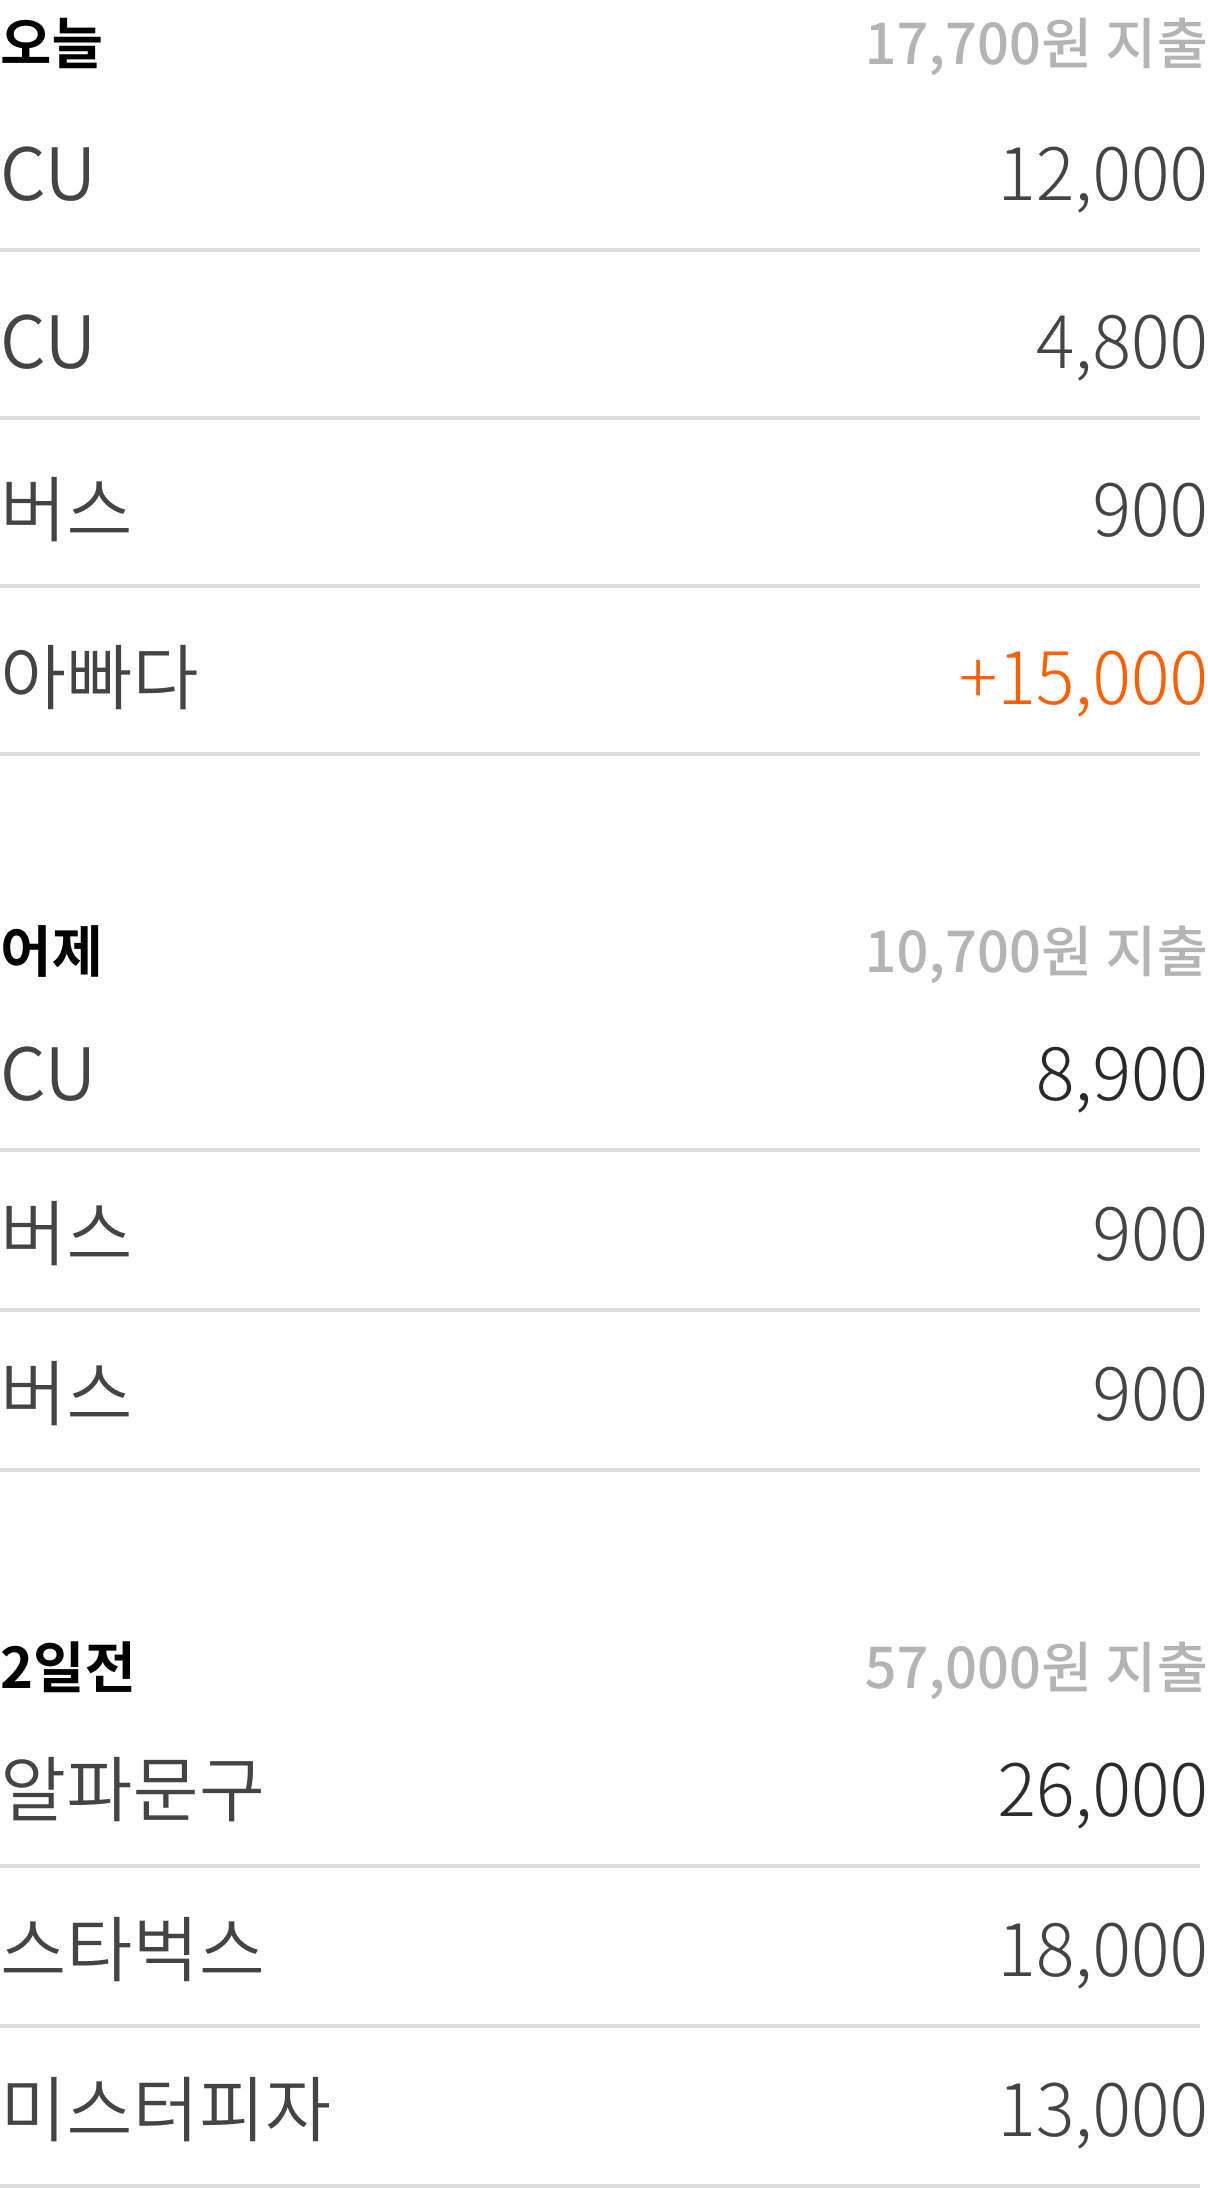 오늘 17,700원 지출
CU 12,000
CU 4,800
버스 900
아빠다 +15,000
어제 10,700원 지출
CU 8,900
버스 900
버스 900
2일전 57,000원 지출
알파문구 26,000
스타벅스 18,000
미스터피자 13,000